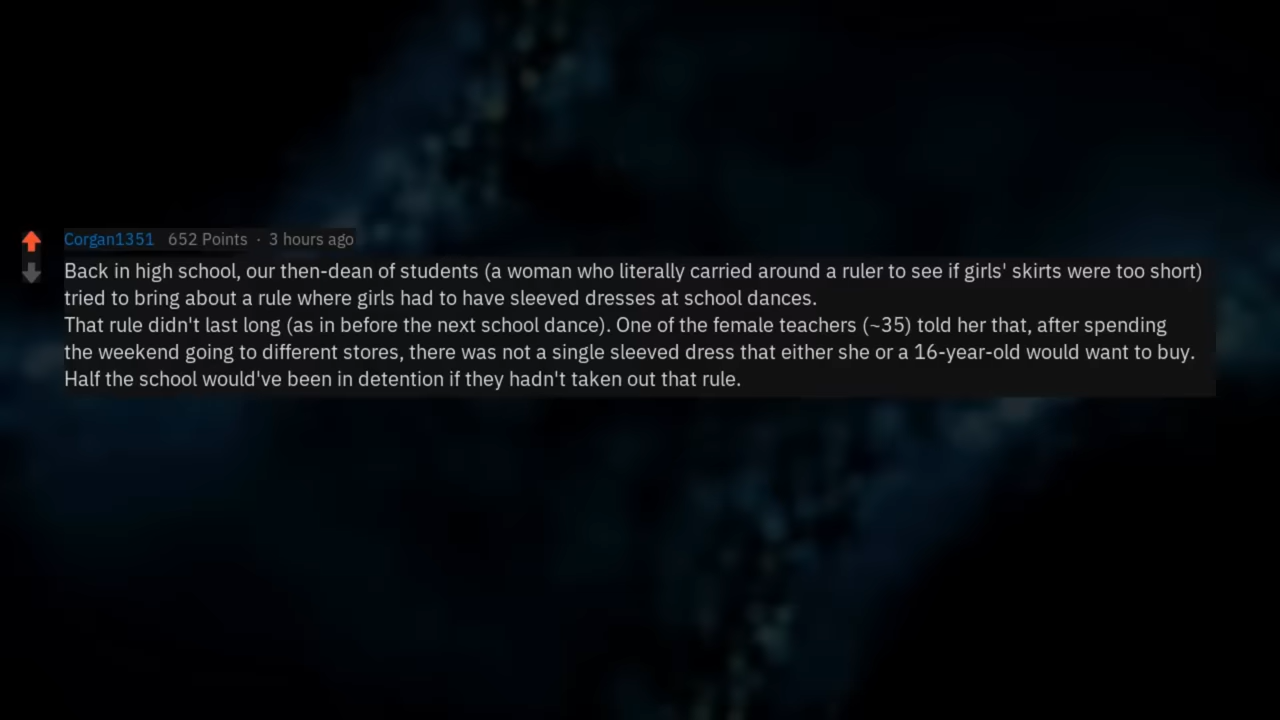 Corgan1351 652 Points · 3 hours ago
Back in high school, our then-dean of students (a woman who literally carried around a ruler to see if girls' skirts were too short)
tried to bring about a rule where girls had to have sleeved dresses at school dances.
That rule didn't last long (as in before the next school dance). One of the female teachers (~35) told her that, after spending
the weekend going to different stores, there was not a single sleeved dress that either she or a 16-year-old would want to buy.
Half the school would've been in detention if they hadn't taken out that rule.